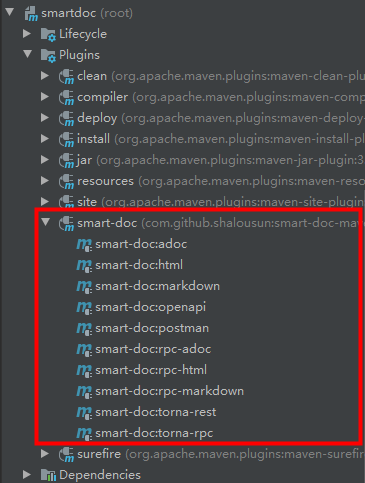 smartdoc (root)
Lifecycle
Plugins
clean (org.apache.maven.plugins:maven-clean-plu
compiler (org.apache.maven.plugins:maven-comp
deploy (org.apache.maven.plugins:maven-deploy-
install (org.apache.maven.plugins:maven-install-pl
jar (org.apache.maven.plugins:maven-jar-plugin:3
resources (org.apache.maven.plugins:maven-reso
site (org.apache.maven.plugins:maven-site-plugin
smart-doc (com.github.shalousun:smart-doc-mav
smart-doc:adoc
smart-doc:html
smart-doc:markdown
smart-doc:openapi
smart-doc:postman
smart-doc:rpc-adoc
smart-doc:rpc-html
smart-doc:rpc-markdown
smart-doc:torna-rest
smart-doc:torna-rpc
surefire (org.apache.maven.plugins:maven-surefir
Dependencies